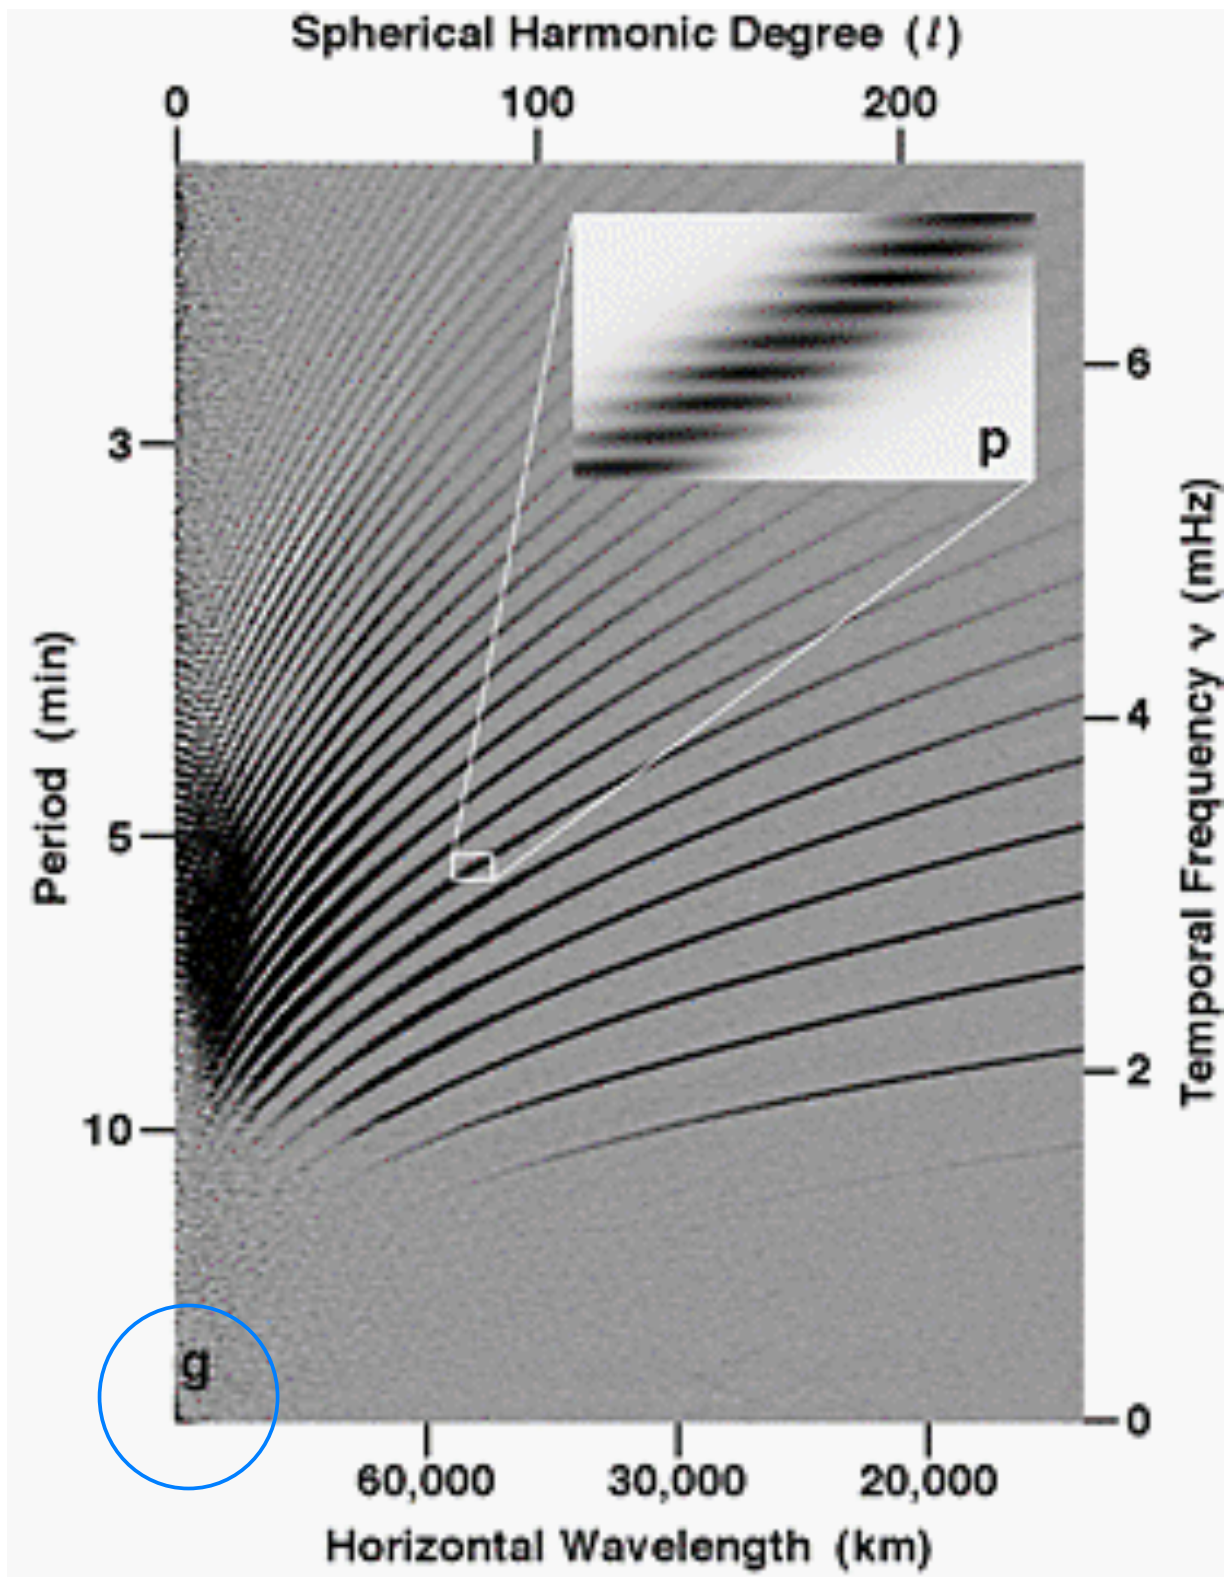 Spherical Harmonic Degree (l)
0 100 200
6
p
3
4
5
2
10
g
0
Period (min)
Temporal Frequency ν (mHz)
60,000 30,000 20,000
Horizontal Wavelength (km)